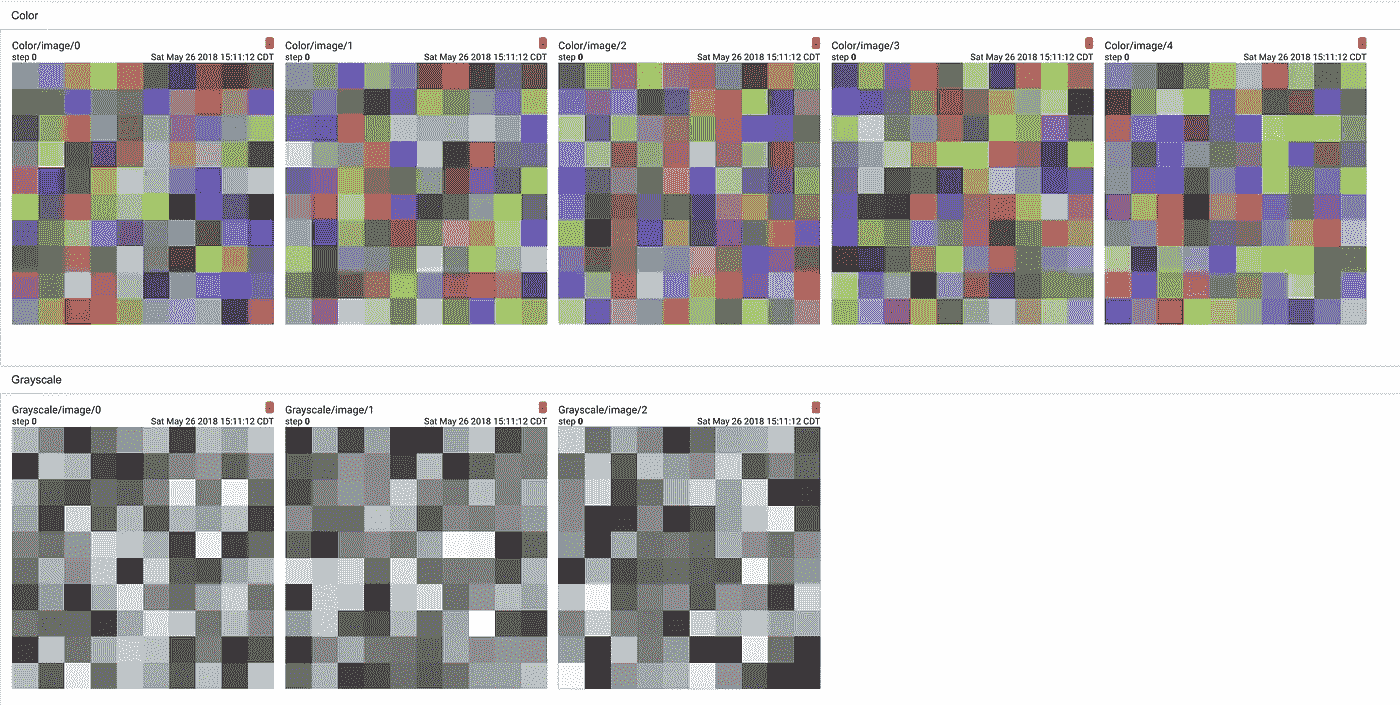 Color
Color/image/0
step 0 Sat May 26 2018 15:11:12 CDT
Color/image/1
step 0 Sat May 26 2018 15:11:12 CDT
Color/image/2
step 0 Sat May 26 2018 15:11:12 CDT
Color/image/3
step 0 Sat May 26 2018 15:11:12 CDT
Color/image/4
step 0 Sat May 26 2018 15:11:12 CDT
Grayscale
Grayscale/image/0
step 0 Sat May 26 2018 15:11:12 CDT
Grayscale/image/1
step 0 Sat May 26 2018 15:11:12 CDT
Grayscale/image/2
step 0 Sat May 26 2018 15:11:12 CDT